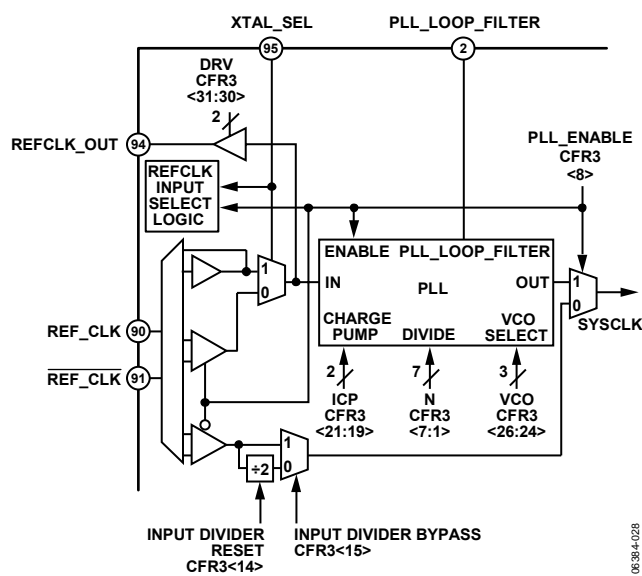 XTAL_SEL
PLL_LOOP_FILTER
95
2
DRV
CFR3
<31:30>
2
REFCLK_OUT
94
PLL_ENABLE
CFR3
<8>
REFCLK
INPUT
SELECT
LOGIC
ENABLE
PLL_LOOP_FILTER
1
0
IN
PLL
OUT
1
0
SYSCLK
REF_CLK
90
CHARGE
PUMP
DIVIDE
VCO
SELECT
REF_CLK
91
2
7
3
ICP
CFR3
<21:19>
N
CFR3
<7:1>
VCO
CFR3
<26:24>
1
0
÷2
INPUT DIVIDER
RESET
CFR3<14>
INPUT DIVIDER BYPASS
CFR3<15>
06384-028